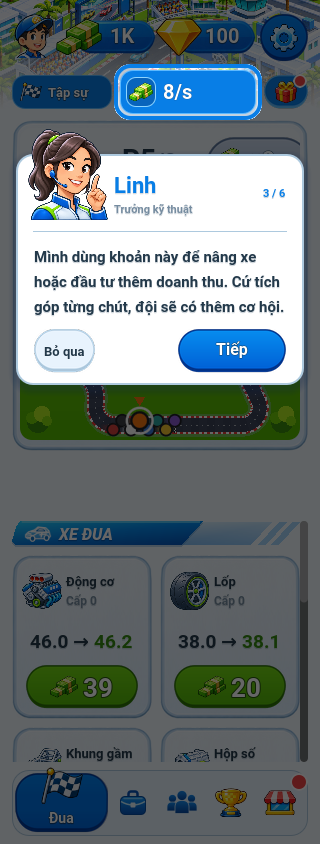 1K
100
Tập sự
8/s
Linh
Trưởng kỹ thuật
3 / 6
Mình dùng khoản này để nâng xe
hoặc đầu tư thêm doanh thu. Cứ tích
góp từng chút, đội sẽ có thêm cơ hội.
Bỏ qua
Tiếp
XE ĐUA
Động cơ
Cấp 0
46.0 → 46.2
39
Lốp
Cấp 0
38.0 → 38.1
20
Khung gầm
Hộp số
Đua